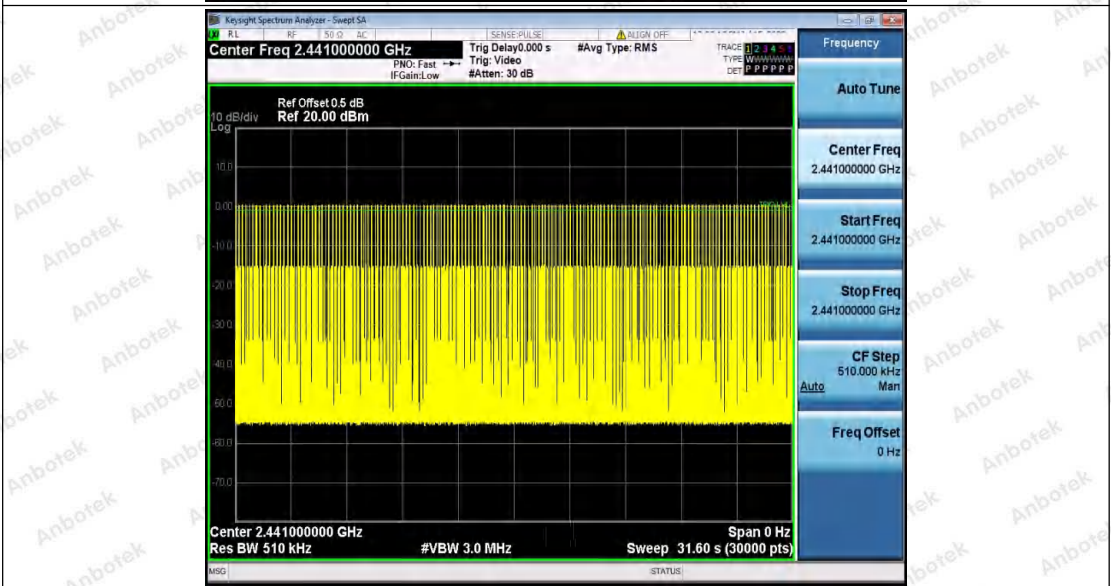 Keysight Spectrum Analyzer - Swept SA
RL RF 50 Ω AC SENSE:PULSE ALIGN OFF
Center Freq 2.441000000 GHz
PNO: Fast
IFGain:Low
Trig Delay0.000 s
Trig: Video
#Atten: 30 dB
#Avg Type: RMS
TRACE 1 2 3 4 5
TYPE
DET P P P P P P
Ref Offset 0.5 dB
10 dB/div Ref 20.00 dBm
Log
10.0
0.00
-10.0
-20.0
-30.0
-40.0
-50.0
-60.0
-70.0
Center 2.441000000 GHz
Span 0 Hz
Res BW 510 kHz
#VBW 3.0 MHz
Sweep 31.60 s (30000 pts)
MSG
STATUS
Frequency
Auto Tune
Center Freq
2.441000000 GHz
Start Freq
2.441000000 GHz
Stop Freq
2.441000000 GHz
CF Step
510.000 kHz
Auto Man
Freq Offset
0 Hz
Anbotek